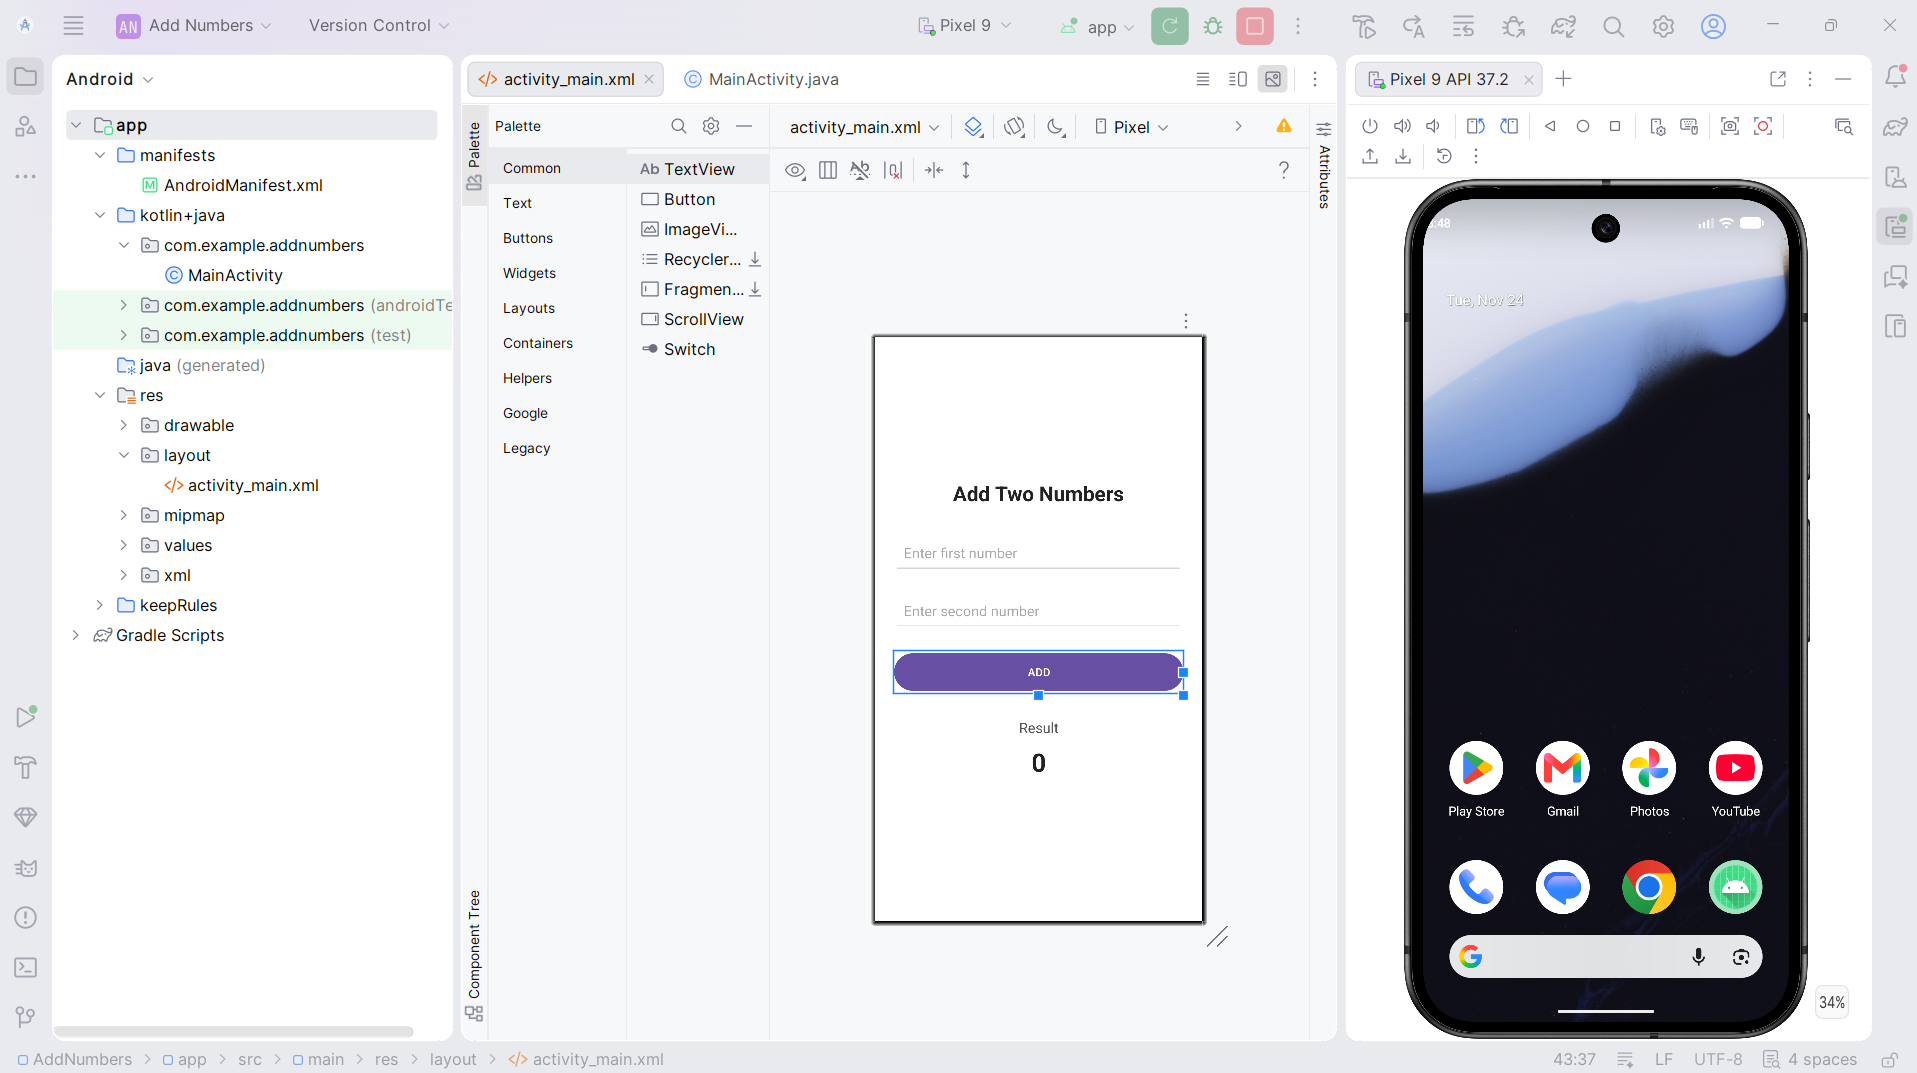 AN Add Numbers Version Control Pixel 9 app
Android
app
manifests
AndroidManifest.xml
kotlin+java
com.example.addnumbers
MainActivity
com.example.addnumbers (androidTe
com.example.addnumbers (test)
java (generated)
res
drawable
layout
activity_main.xml
mipmap
values
xml
keepRules
Gradle Scripts
activity_main.xml MainActivity.java
Palette
Component Tree
Palette
Common
Text
Buttons
Widgets
Layouts
Containers
Helpers
Google
Legacy
Ab TextView
Button
ImageVi...
Recycler...
Fragmen...
ScrollView
Switch
activity_main.xml Pixel
?
Attributes
Add Two Numbers
Enter first number
Enter second number
ADD
Result
0
Pixel 9 API 37.2
:48
Tue, Nov 24
Play Store Gmail Photos YouTube
34%
AddNumbers app src main res layout activity_main.xml
43:37 LF UTF-8 4 spaces